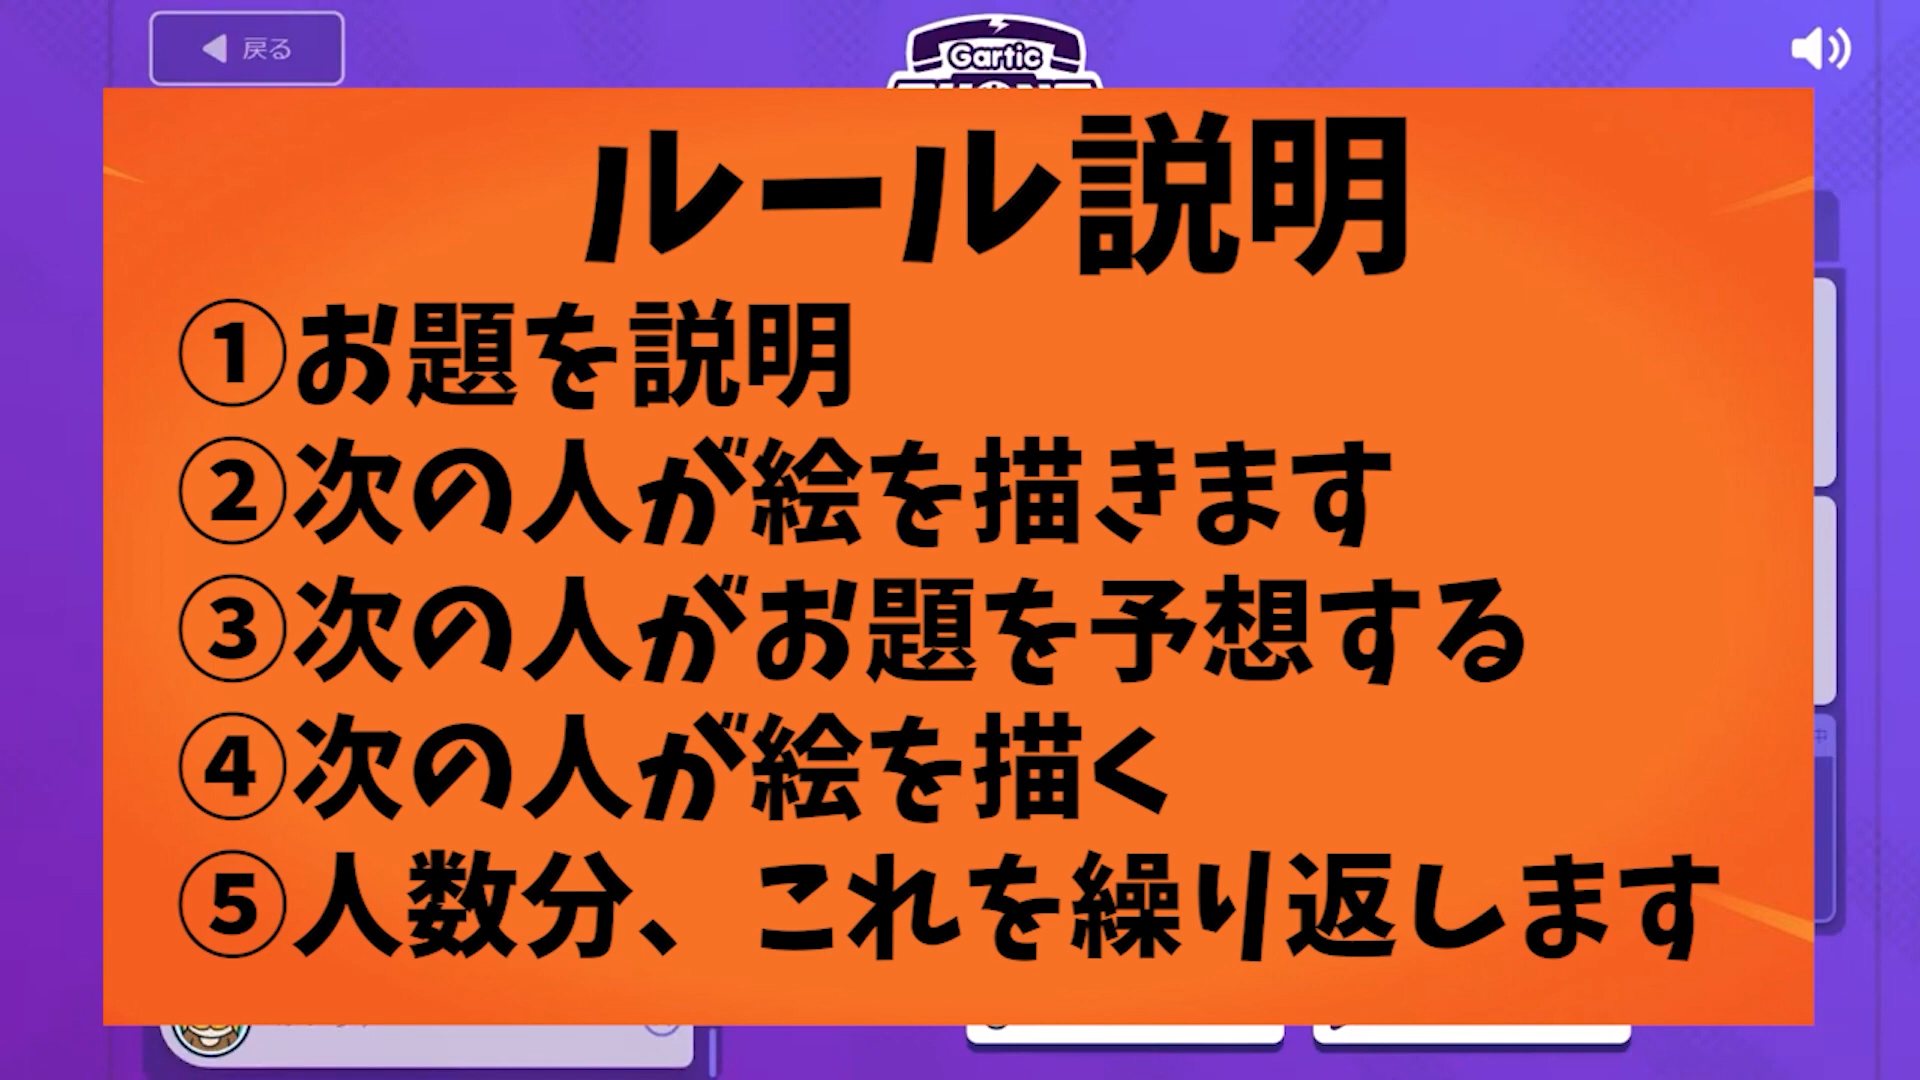 戻る
Gartic
ルール説明
①お題を説明
②次の人が絵を描きます
③次の人がお題を予想する
④次の人が絵を描く
⑤人数分、これを繰り返します
中